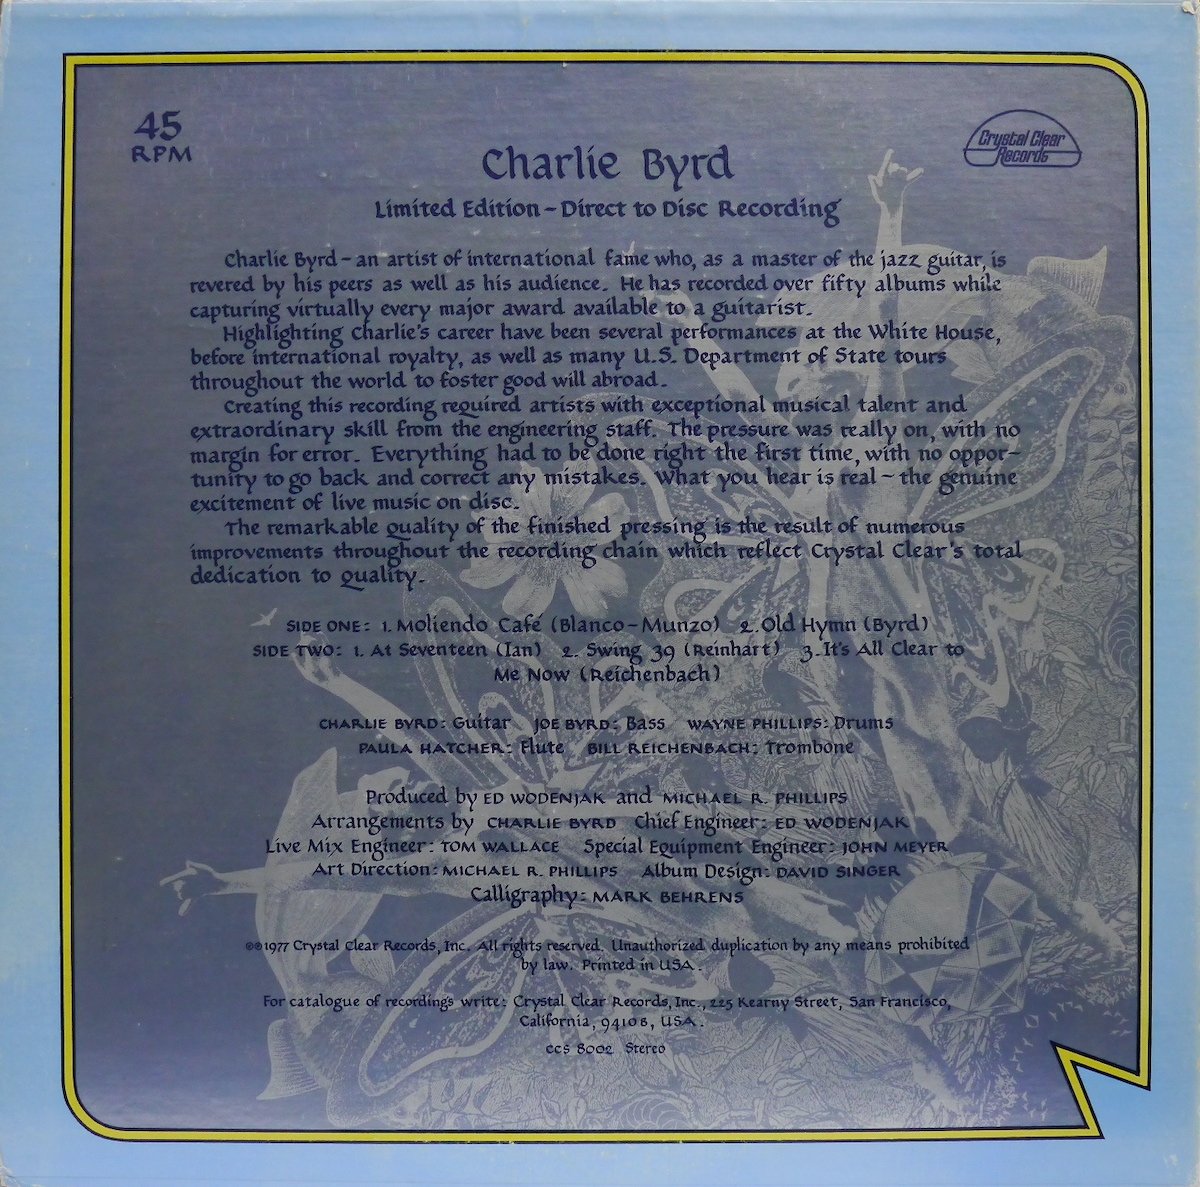 45
RPM
Crystal Clear
Records
Charlie Byrd
Limited Edition - Direct to Disc Recording
Charlie Byrd - an artist of international fame who, as a master of the jazz guitar, is
revered by his peers as well as his audience. He has recorded over fifty albums while
capturing virtually every major award available to a guitarist.
Highlighting Charlie's career have been several performances at the White House,
before international royalty, as well as many U.S. Department of State tours
throughout the world to foster good will abroad.
Creating this recording required artists with exceptional musical talent and
extraordinary skill from the engineering staff. The pressure was really on, with no
margin for error. Everything had to be done right the first time, with no oppor-
tunity to go back and correct any mistakes. What you hear is real - the genuine
excitement of live music on disc.
The remarkable quality of the finished pressing is the result of numerous
improvements throughout the recording chain which reflect Crystal Clear's total
dedication to quality.
SIDE ONE: 1. Moliendo Café (Blanco-Munzo) 2. Old Hymn (Byrd)
SIDE TWO: 1. At Seventeen (Ian) 2. Swing 39 (Reinhart) 3. It's All Clear to
Me Now (Reichenbach)
CHARLIE BYRD: Guitar JOE BYRD: Bass WAYNE PHILLIPS: Drums
PAULA HATCHER: Flute BILL REICHENBACH: Trombone
Produced by ED WODENJAK and MICHAEL R. PHILLIPS
Arrangements by CHARLIE BYRD Chief Engineer: ED WODENJAK
Live Mix Engineer: TOM WALLACE Special Equipment Engineer: JOHN MEYER
Art Direction: MICHAEL R. PHILLIPS Album Design: DAVID SINGER
Calligraphy: MARK BEHRENS
©℗1977 Crystal Clear Records, Inc. All rights reserved. Unauthorized duplication by any means prohibited
by law. Printed in USA.
For catalogue of recordings write: Crystal Clear Records, Inc., 225 Kearny Street, San Francisco,
California, 94108, USA.
CCS 8002 Stereo